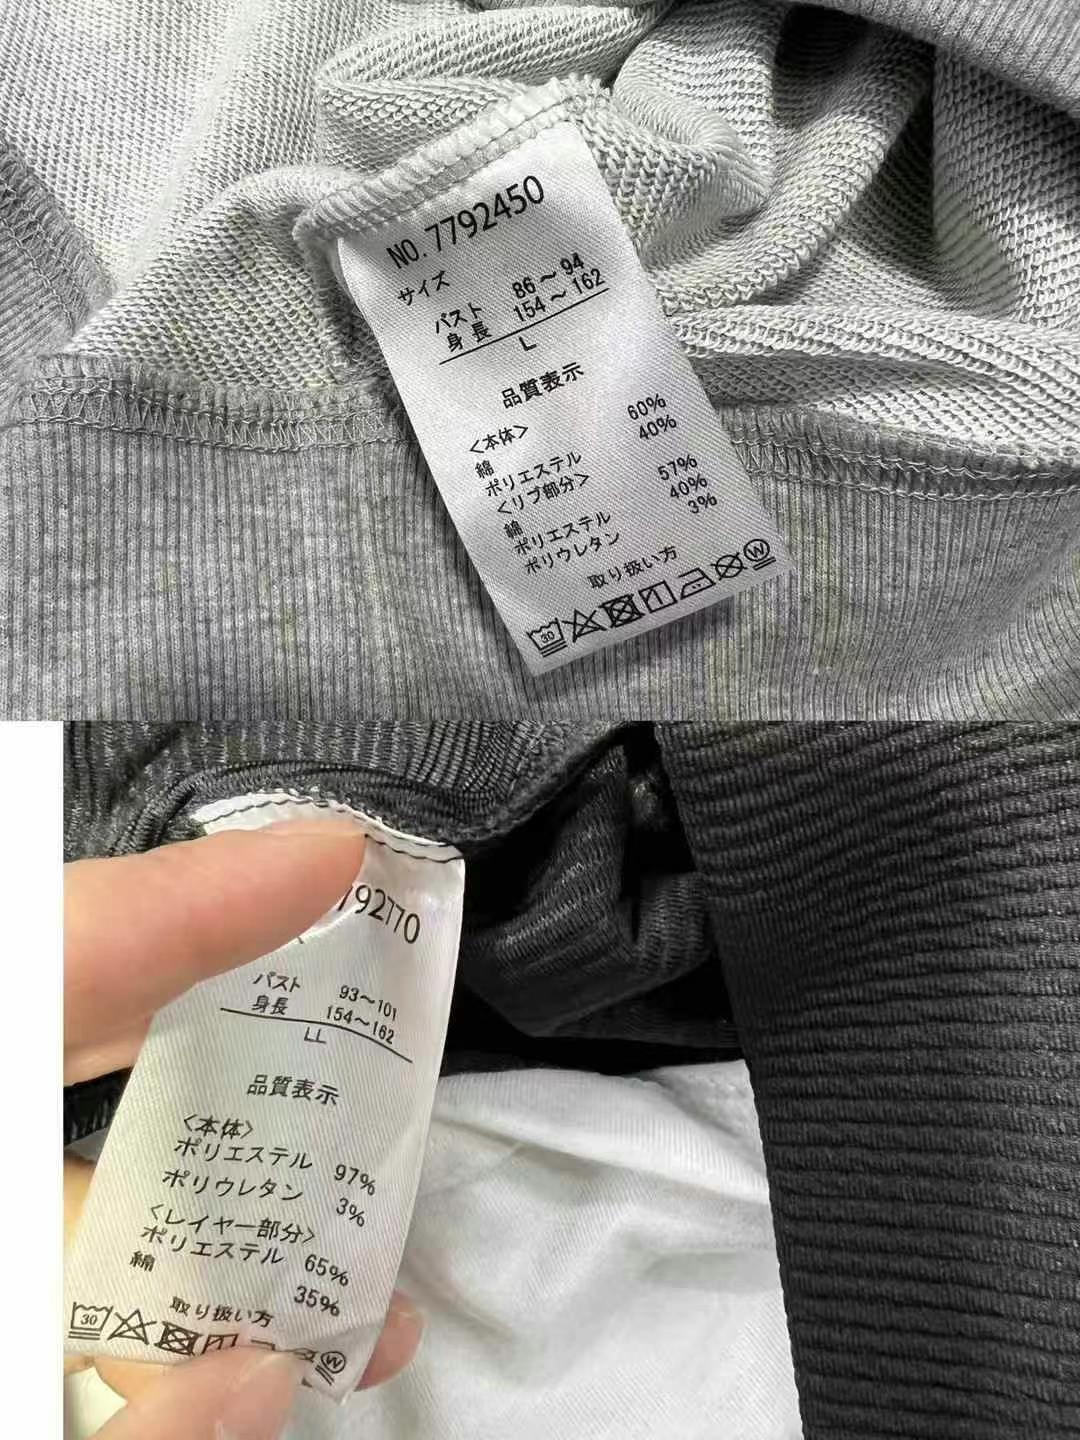 NO.7792450
サイズ
バスト 86～94
身長 154～162
L
品質表示
<本体>
綿 60%
ポリエステル 40%
<リブ部分>
綿 57%
ポリエステル 40%
ポリウレタン 3%
取り扱い方
30
W
792770
バスト 93～101
身長 154～162
LL
品質表示
<本体>
ポリエステル 97%
ポリウレタン 3%
<レイヤー部分>
ポリエステル 65%
綿 35%
取り扱い方
30
W